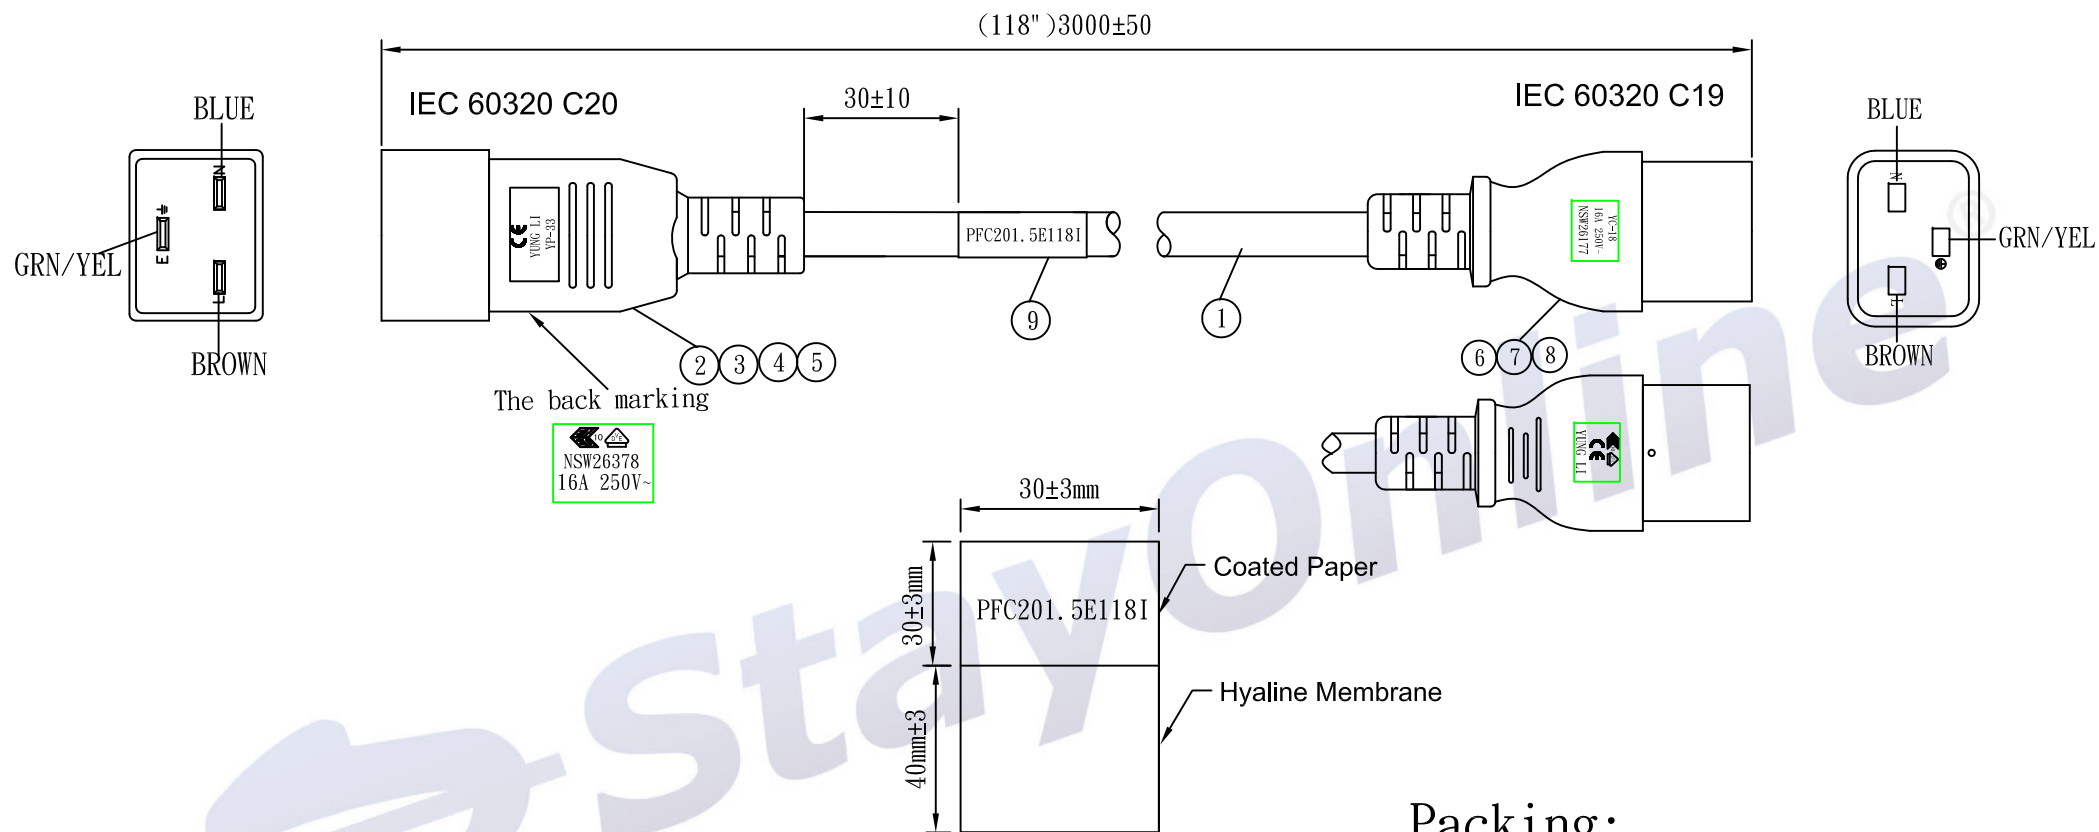 (118")3000±50
IEC 60320 C20
30±10
IEC 60320 C19
BLUE
N
E
GRN/YEL
L
BROWN
CE
YUNG LI
YP-33
PFC201.5E118I
YC-18
16A 250V~
NSW26177
BLUE
N
®
GRN/YEL
L
BROWN
9
1
2 3 4 5
6 7 8
The back marking
10
NSW26378
16A 250V~
CE
YUNG LI
30±3mm
30±3mm
PFC201.5E118I
Coated Paper
40mm±3
Hyaline Membrane
StayOnline
Packing: